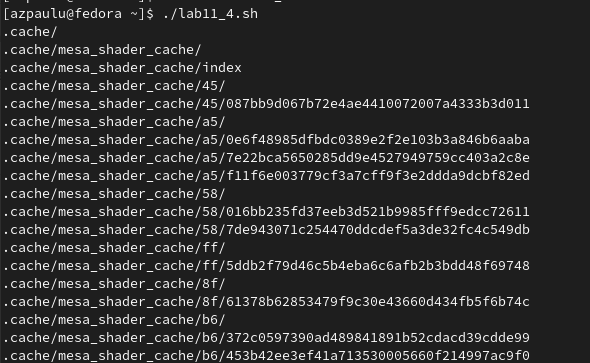 [azpaulu@fedora ~]$ ./lab11_4.sh
.cache/
.cache/mesa_shader_cache/
.cache/mesa_shader_cache/index
.cache/mesa_shader_cache/45/
.cache/mesa_shader_cache/45/087bb9d067b72e4ae4410072007a4333b3d011
.cache/mesa_shader_cache/a5/
.cache/mesa_shader_cache/a5/0e6f48985dfbdc0389e2f2e103b3a846b6aaba
.cache/mesa_shader_cache/a5/7e22bca5650285dd9e4527949759cc403a2c8e
.cache/mesa_shader_cache/a5/f11f6e003779cf3a7cff9f3e2ddda9dcbf82ed
.cache/mesa_shader_cache/58/
.cache/mesa_shader_cache/58/016bb235fd37eeb3d521b9985fff9edcc72611
.cache/mesa_shader_cache/58/7de943071c254470ddcdef5a3de32fc4c549db
.cache/mesa_shader_cache/ff/
.cache/mesa_shader_cache/ff/5ddb2f79d46c5b4eba6c6afb2b3bdd48f69748
.cache/mesa_shader_cache/8f/
.cache/mesa_shader_cache/8f/61378b62853479f9c30e43660d434fb5f6b74c
.cache/mesa_shader_cache/b6/
.cache/mesa_shader_cache/b6/372c0597390ad489841891b52cdacd39cdde99
.cache/mesa_shader_cache/b6/453b42ee3ef41a713530005660f214997ac9f0